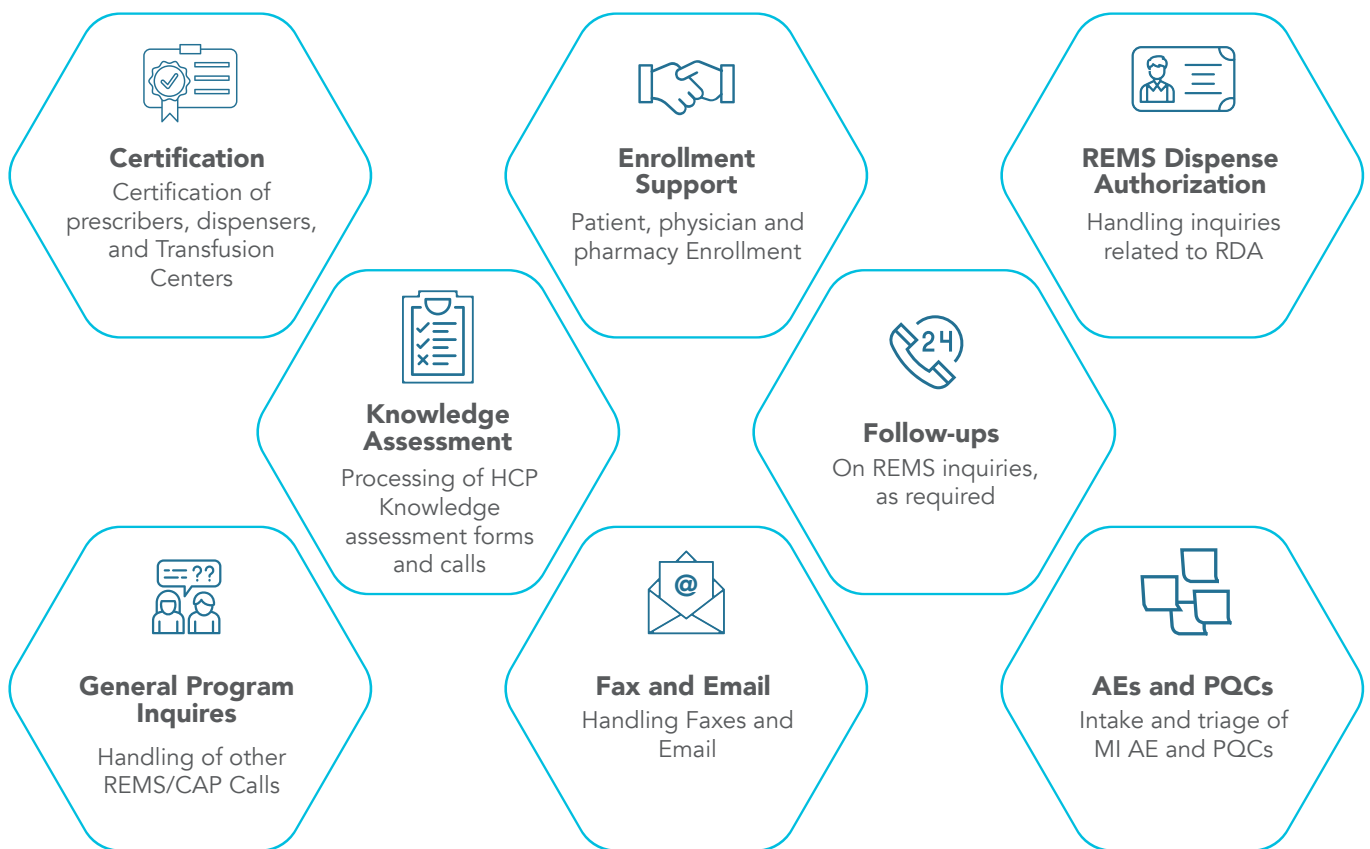 Certification
Certification of
prescribers, dispensers,
and Transfusion
Centers
Enrollment
Support
Patient, physician and
pharmacy Enrollment
REMS Dispense
Authorization
Handling inquiries
related to RDA
Knowledge
Assessment
Processing of HCP
Knowledge
assessment forms
and calls
24
Follow-ups
On REMS inquiries,
as required
??
General Program
Inquires
Handling of other
REMS/CAP Calls
@
Fax and Email
Handling Faxes and
Email
AEs and PQCs
Intake and triage of
MI AE and PQCs